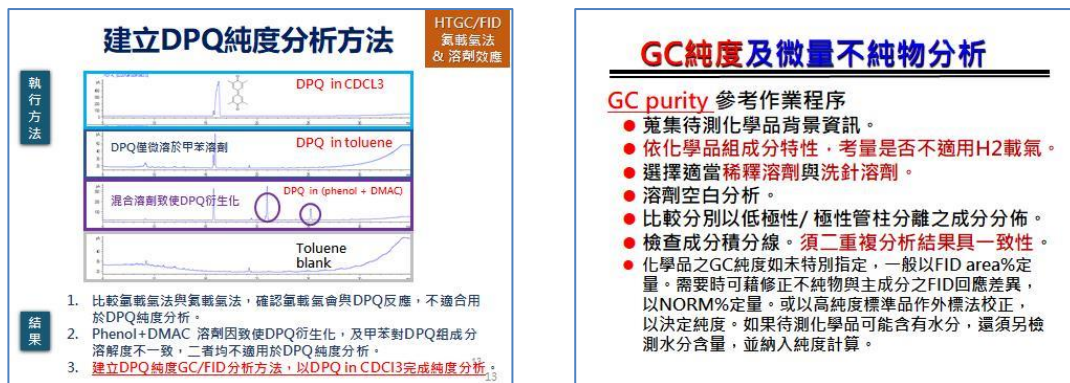 建立DPQ純度分析方法
HTGC/FID
氦載氣法
& 溶劑效應
執行方法
DPQ in CDCL3
DPQ僅微溶於甲苯溶劑
DPQ in toluene
混合溶劑致使DPQ衍生化
DPQ in (phenol + DMAC)
Toluene
blank
結果
1. 比較氫載氣法與氦載氣法，確認氫載氣會與DPQ反應，不適合用
於DPQ純度分析。
2. Phenol+DMAC 溶劑因致使DPQ衍生化，及甲苯對DPQ組成分
溶解度不一致，二者均不適用於DPQ純度分析。
3. 建立DPQ純度GC/FID分析方法，以DPQ in CDCl3完成純度分析。
13
GC純度及微量不純物分析
GC purity 參考作業程序
● 蒐集待測化學品背景資訊。
● 依化學品組成分特性，考量是否不適用H2載氣。
● 選擇適當稀釋溶劑與洗針溶劑。
● 溶劑空白分析。
● 比較分別以低極性/ 極性管柱分離之成分分佈。
● 檢查成分積分線。須二重複分析結果具一致性。
● 化學品之GC純度如未特別指定，一般以FID area%定
量。需要時可藉修正不純物與主成分之FID回應差異，
以NORM%定量。或以高純度標準品作外標法校正，
以決定純度。如果待測化學品可能含有水分，還須另檢
測水分含量，並納入純度計算。